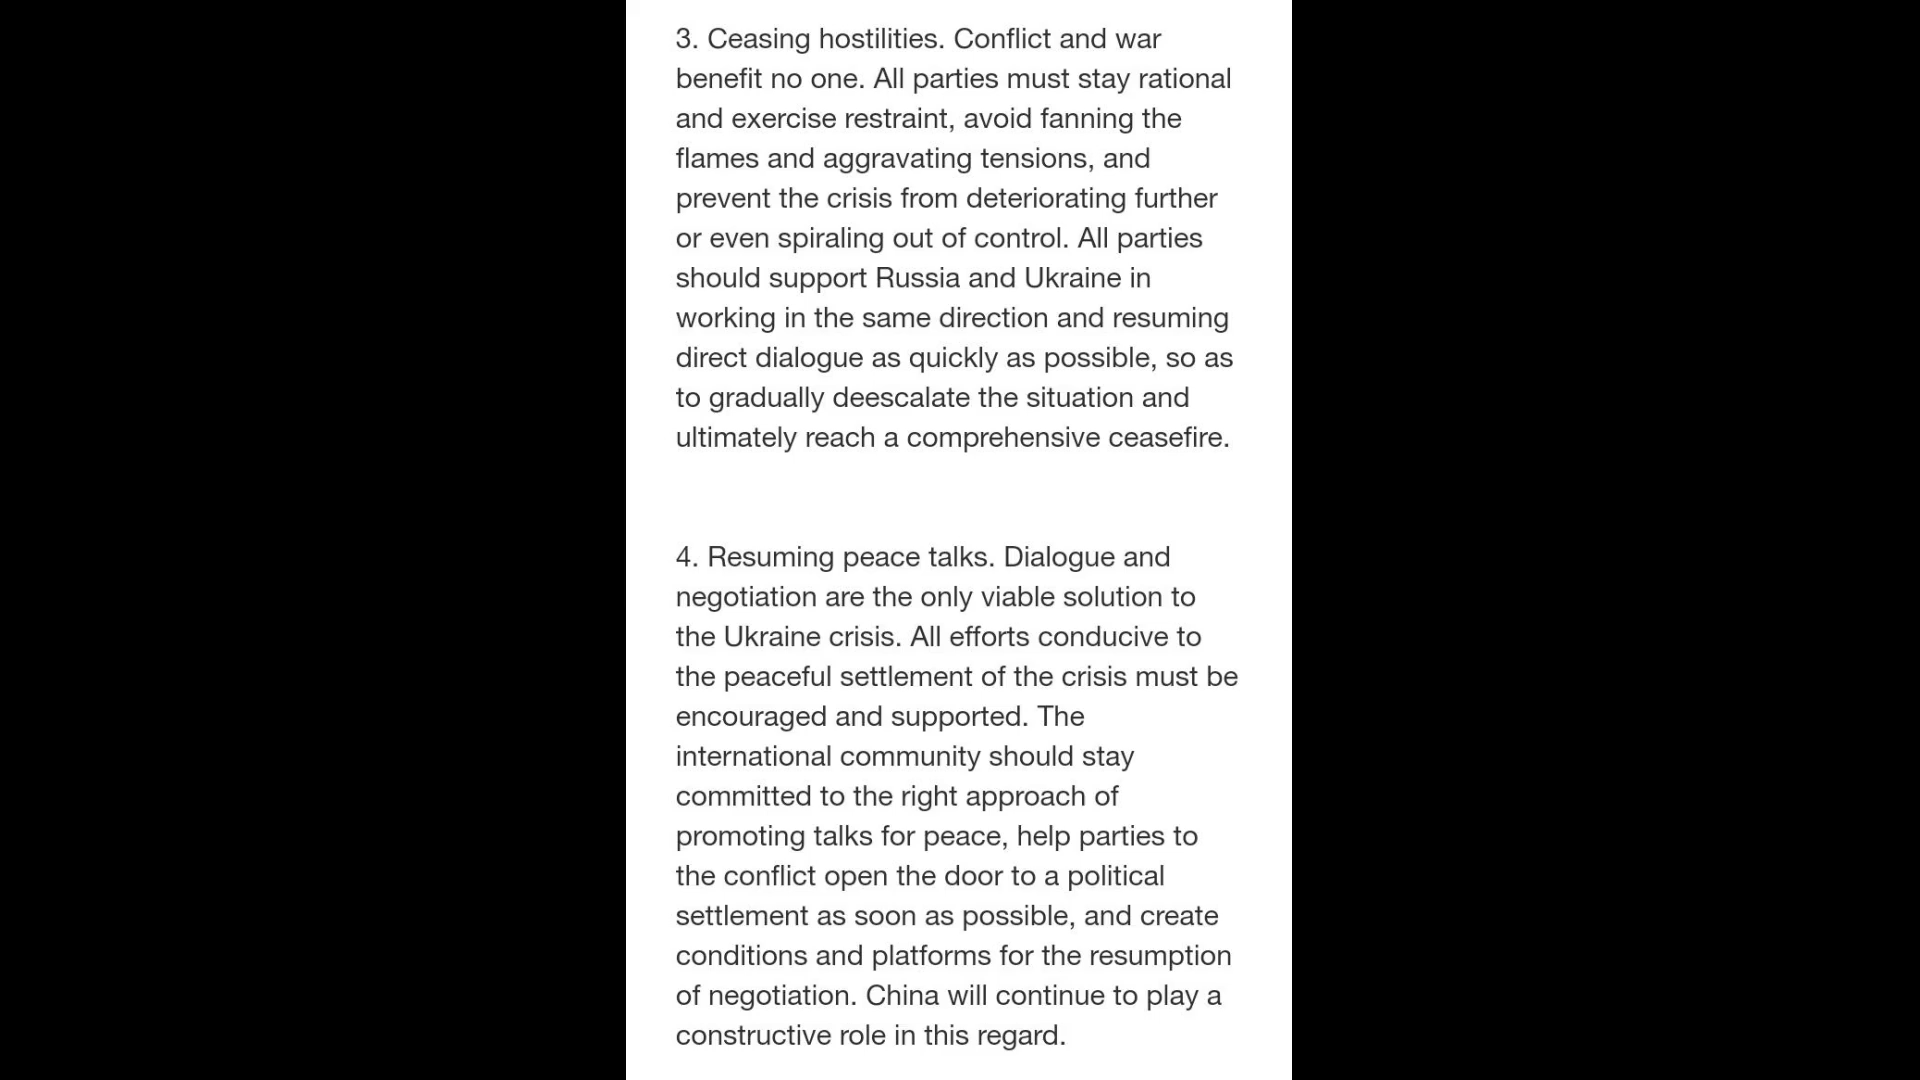 3. Ceasing hostilities. Conflict and war
benefit no one. All parties must stay rational
and exercise restraint, avoid fanning the
flames and aggravating tensions, and
prevent the crisis from deteriorating further
or even spiraling out of control. All parties
should support Russia and Ukraine in
working in the same direction and resuming
direct dialogue as quickly as possible, so as
to gradually deescalate the situation and
ultimately reach a comprehensive ceasefire.
4. Resuming peace talks. Dialogue and
negotiation are the only viable solution to
the Ukraine crisis. All efforts conducive to
the peaceful settlement of the crisis must be
encouraged and supported. The
international community should stay
committed to the right approach of
promoting talks for peace, help parties to
the conflict open the door to a political
settlement as soon as possible, and create
conditions and platforms for the resumption
of negotiation. China will continue to play a
constructive role in this regard.